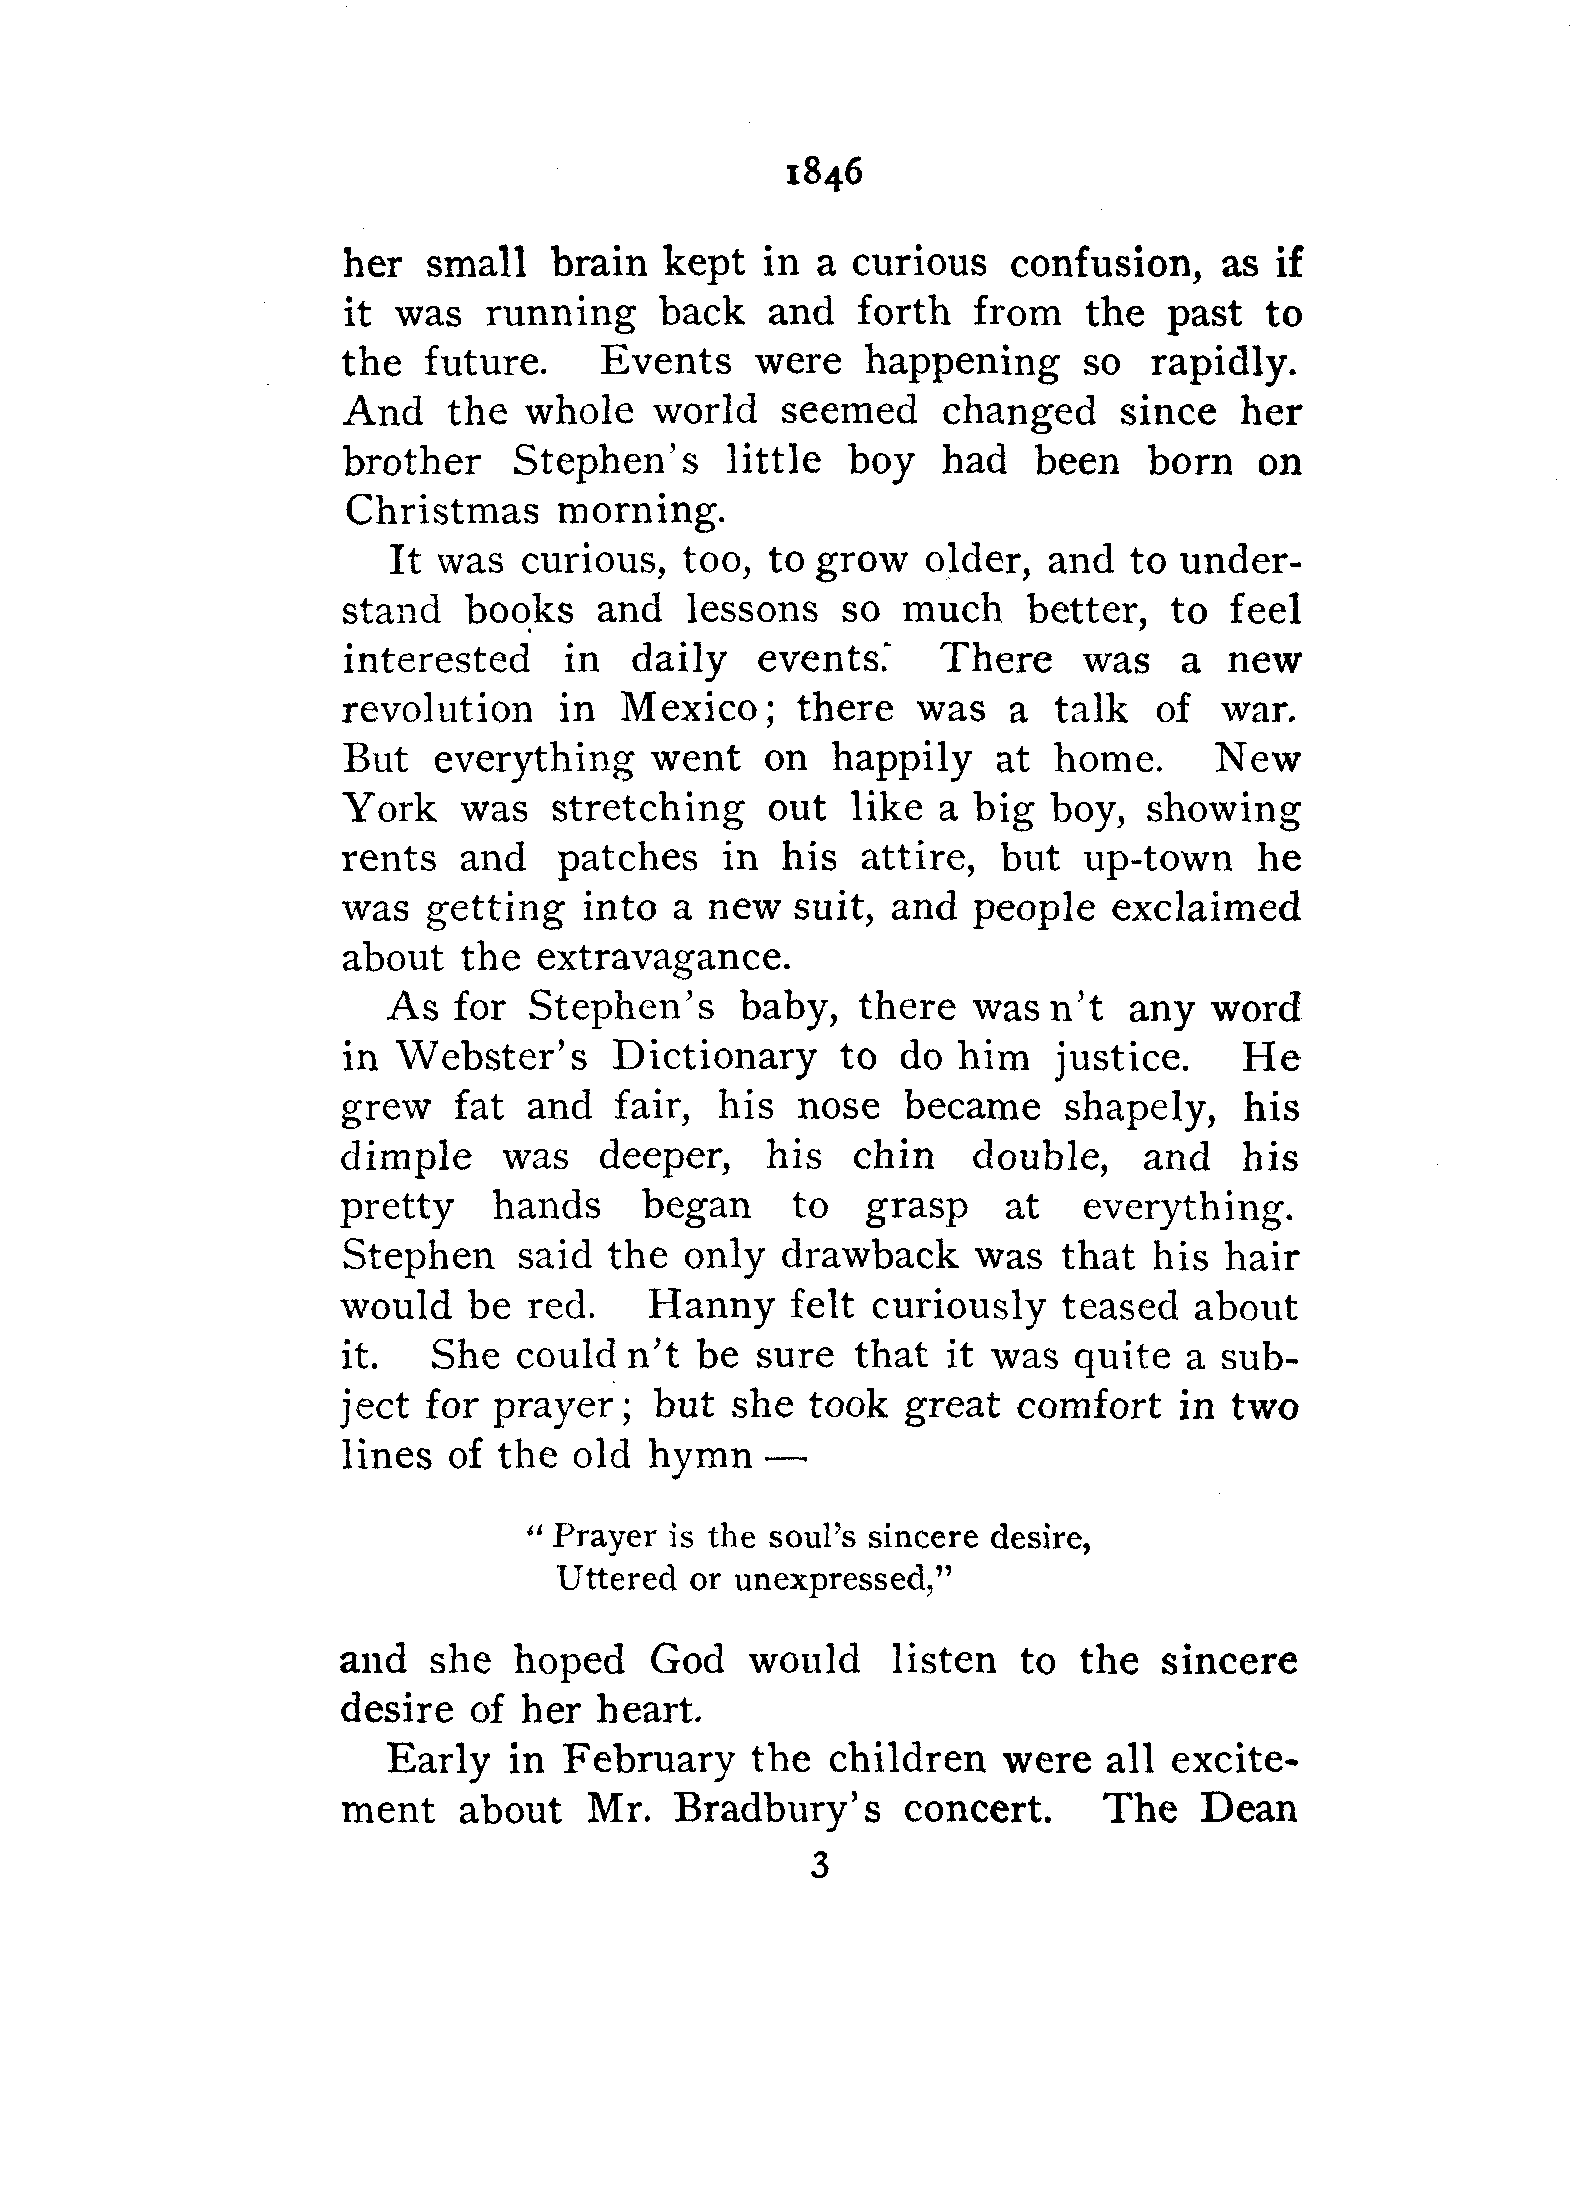 1846
her small brain kept in a curious confusion, as if
it was running back and forth from the past to
the future. Events were happening so rapidly.
And the whole world seemed changed since her
brother Stephen's little boy had been born on
Christmas morning.
It was curious, too, to grow older, and to under-
stand books and lessons so much better, to feel
interested in daily events. There was a new
revolution in Mexico; there was a talk of war.
But everything went on happily at home. New
York was stretching out like a big boy, showing
rents and patches in his attire, but up-town he
was getting into a new suit, and people exclaimed
about the extravagance.
As for Stephen's baby, there was n't any word
in Webster's Dictionary to do him justice. He
grew fat and fair, his nose became shapely, his
dimple was deeper, his chin double, and his
pretty hands began to grasp at everything.
Stephen said the only drawback was that his hair
would be red. Hanny felt curiously teased about
it. She could n't be sure that it was quite a sub-
ject for prayer; but she took great comfort in two
lines of the old hymn —
"Prayer is the soul's sincere desire,
Uttered or unexpressed,"
and she hoped God would listen to the sincere
desire of her heart.
Early in February the children were all excite-
ment about Mr. Bradbury's concert. The Dean
3